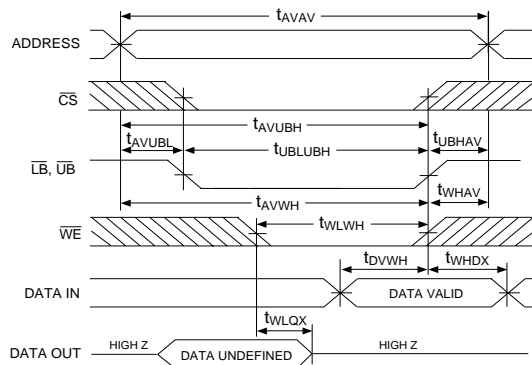 tAVAV
ADDRESS
CS
tAVUBH
tAVUBL
tUBLUBH
tUBHAV
LB, UB
tWHAV
tAVWH
tWLWH
WE
tDVWH
tWHDX
DATA IN
DATA VALID
tWLQX
DATA OUT
HIGH Z
DATA UNDEFINED
HIGH Z